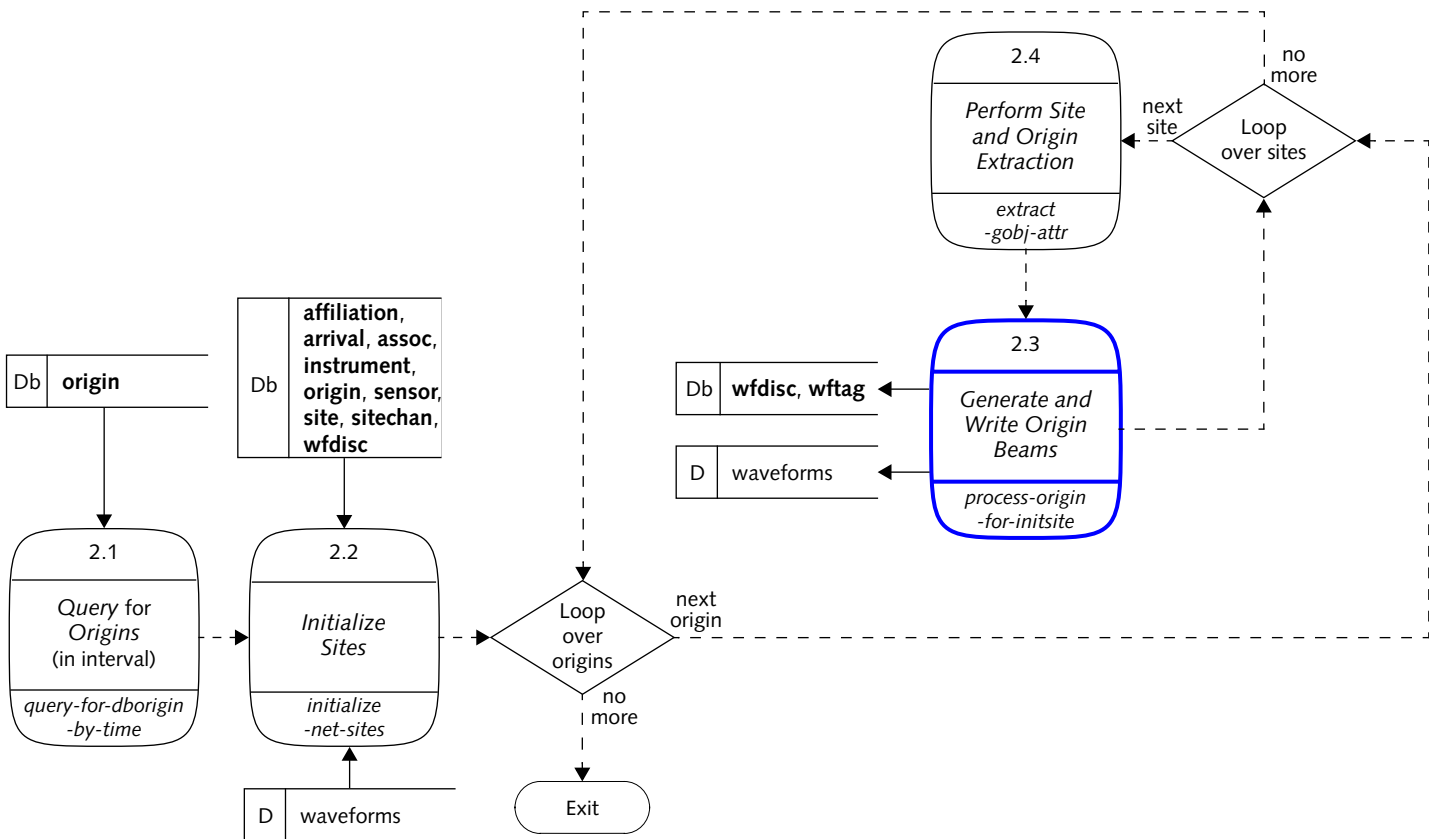 2.4
Perform Site
and Origin
Extraction
extract
-gobj-attr
no
more
next
site
Loop
over sites
affiliation,
arrival, assoc,
instrument,
origin, sensor,
site, sitechan,
wfdisc
Db
Db
origin
2.3
Generate and
Write Origin
Beams
process-origin
-for-initsite
Db
wfdisc, wftag
D
waveforms
2.1
Query for
Origins
(in interval)
query-for-dborigin
-by-time
2.2
Initialize
Sites
initialize
-net-sites
Loop
over
origins
next
origin
no
more
D
waveforms
Exit